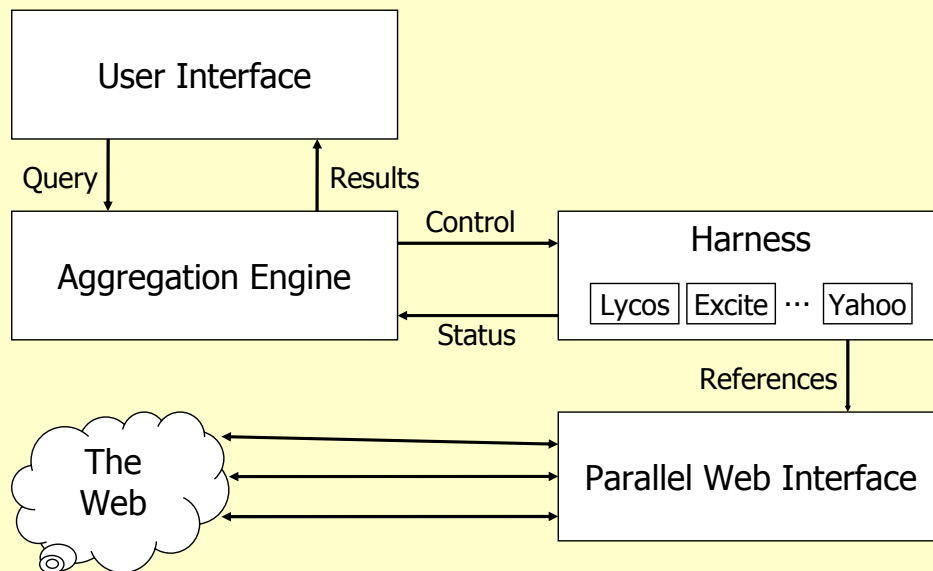 User Interface
Query
Results
Aggregation Engine
Control
Status
Harness
Lycos Excite ... Yahoo
References
The
Web
Parallel Web Interface